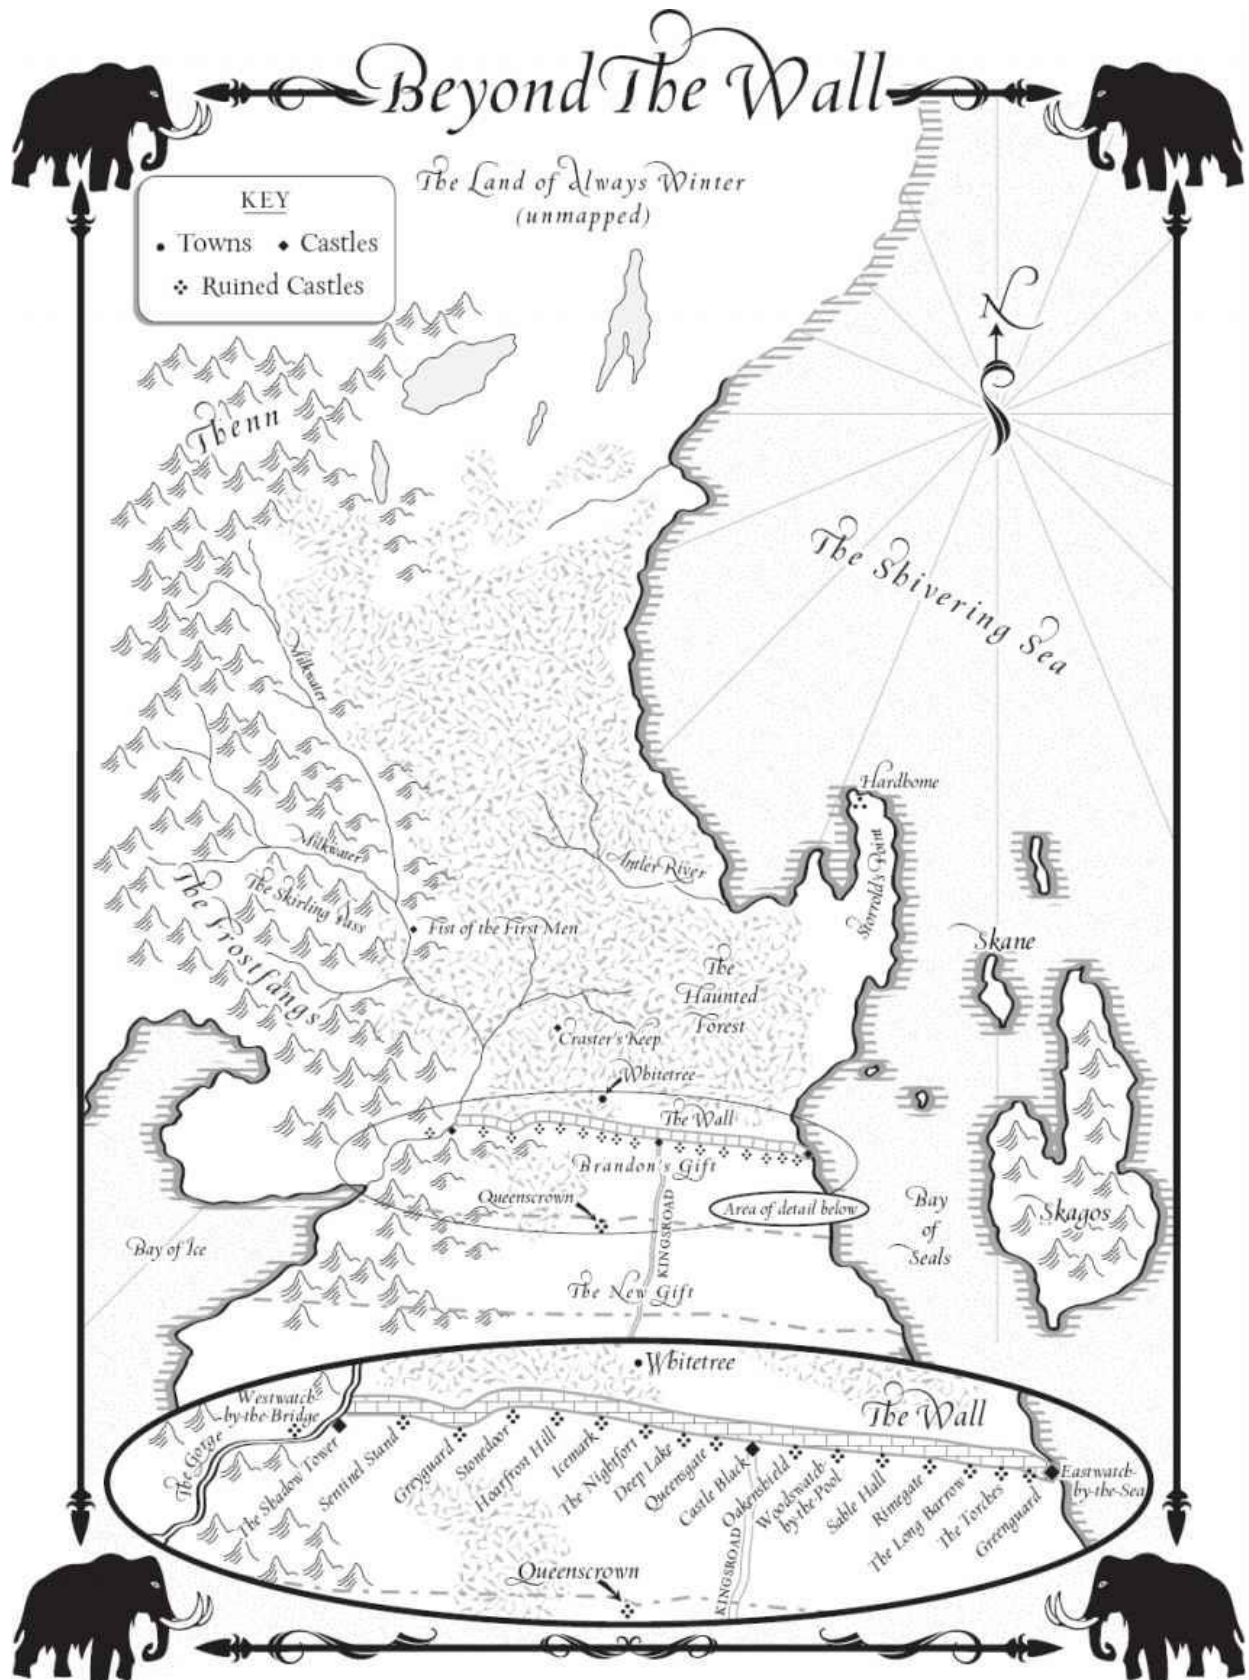 Beyond The Wall
The Land of Always Winter
(unmapped)
KEY
Towns
Castles
Ruined Castles
N
Thenn
The Shivering Sea
Milkwater
Hardhome
Storrold's Point
Milkwater
Antler River
The Skirling Pass
The Frostfangs
Fist of the First Men
Skane
The
Haunted
Forest
Craster's Keep
Whitetree
The Wall
Brandon's Gift
Queenscrown
KINGSROAD
Area of detail below
Bay
of
Seals
Skagos
Bay of Ice
The New Gift
Whitetree
Westwatch-
by-the-Bridge
The Wall
The Gorge
The Shadow Tower
Sentinel Stand
Greyguard
Stonedoor
Hoarfrost Hill
Icemark
The Nightfort
Deep Lake
Queensgate
Castle Black
Oakenshield
Woodswatch-
by-the-Pool
Sable Hall
Rimegate
The Long Barrow
The Torches
Greenguard
Eastwatch-
by-the-Sea
KINGSROAD
Queenscrown